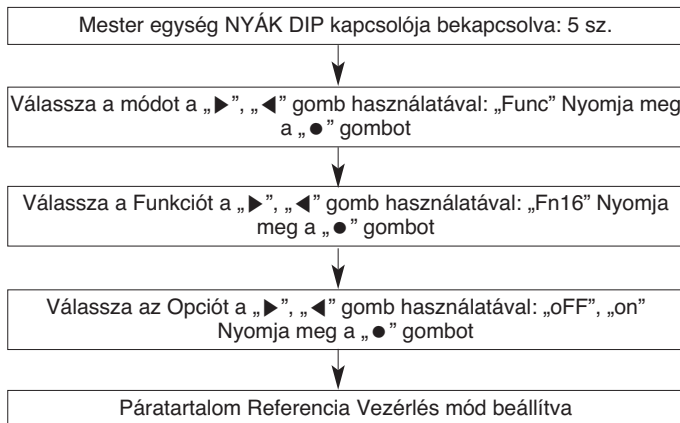 Mester egység NYÁK DIP kapcsolója bekapcsolva: 5 sz.
Válassza a módot a „▶”, „◀” gomb használatával: „Func” Nyomja meg
a „●” gombot
Válassza a Funkciót a „▶”, „◀” gomb használatával: „Fn16” Nyomja
meg a „●” gombot
Válassza az Opciót a „▶”, „◀” gomb használatával: „oFF”, „on”
Nyomja meg a „●” gombot
Páratartalom Referencia Vezérlés mód beállítva